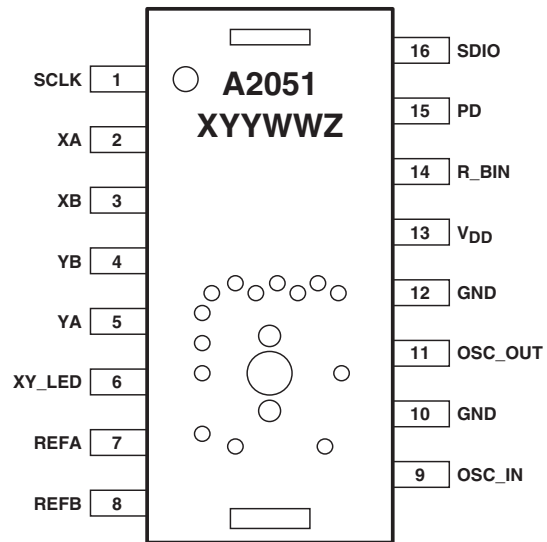 A2051
XYYWWZ
SCLK 1
XA 2
XB 3
YB 4
YA 5
XY_LED 6
REFA 7
REFB 8
16 SDIO
15 PD
14 R_BIN
13 VDD
12 GND
11 OSC_OUT
10 GND
9 OSC_IN